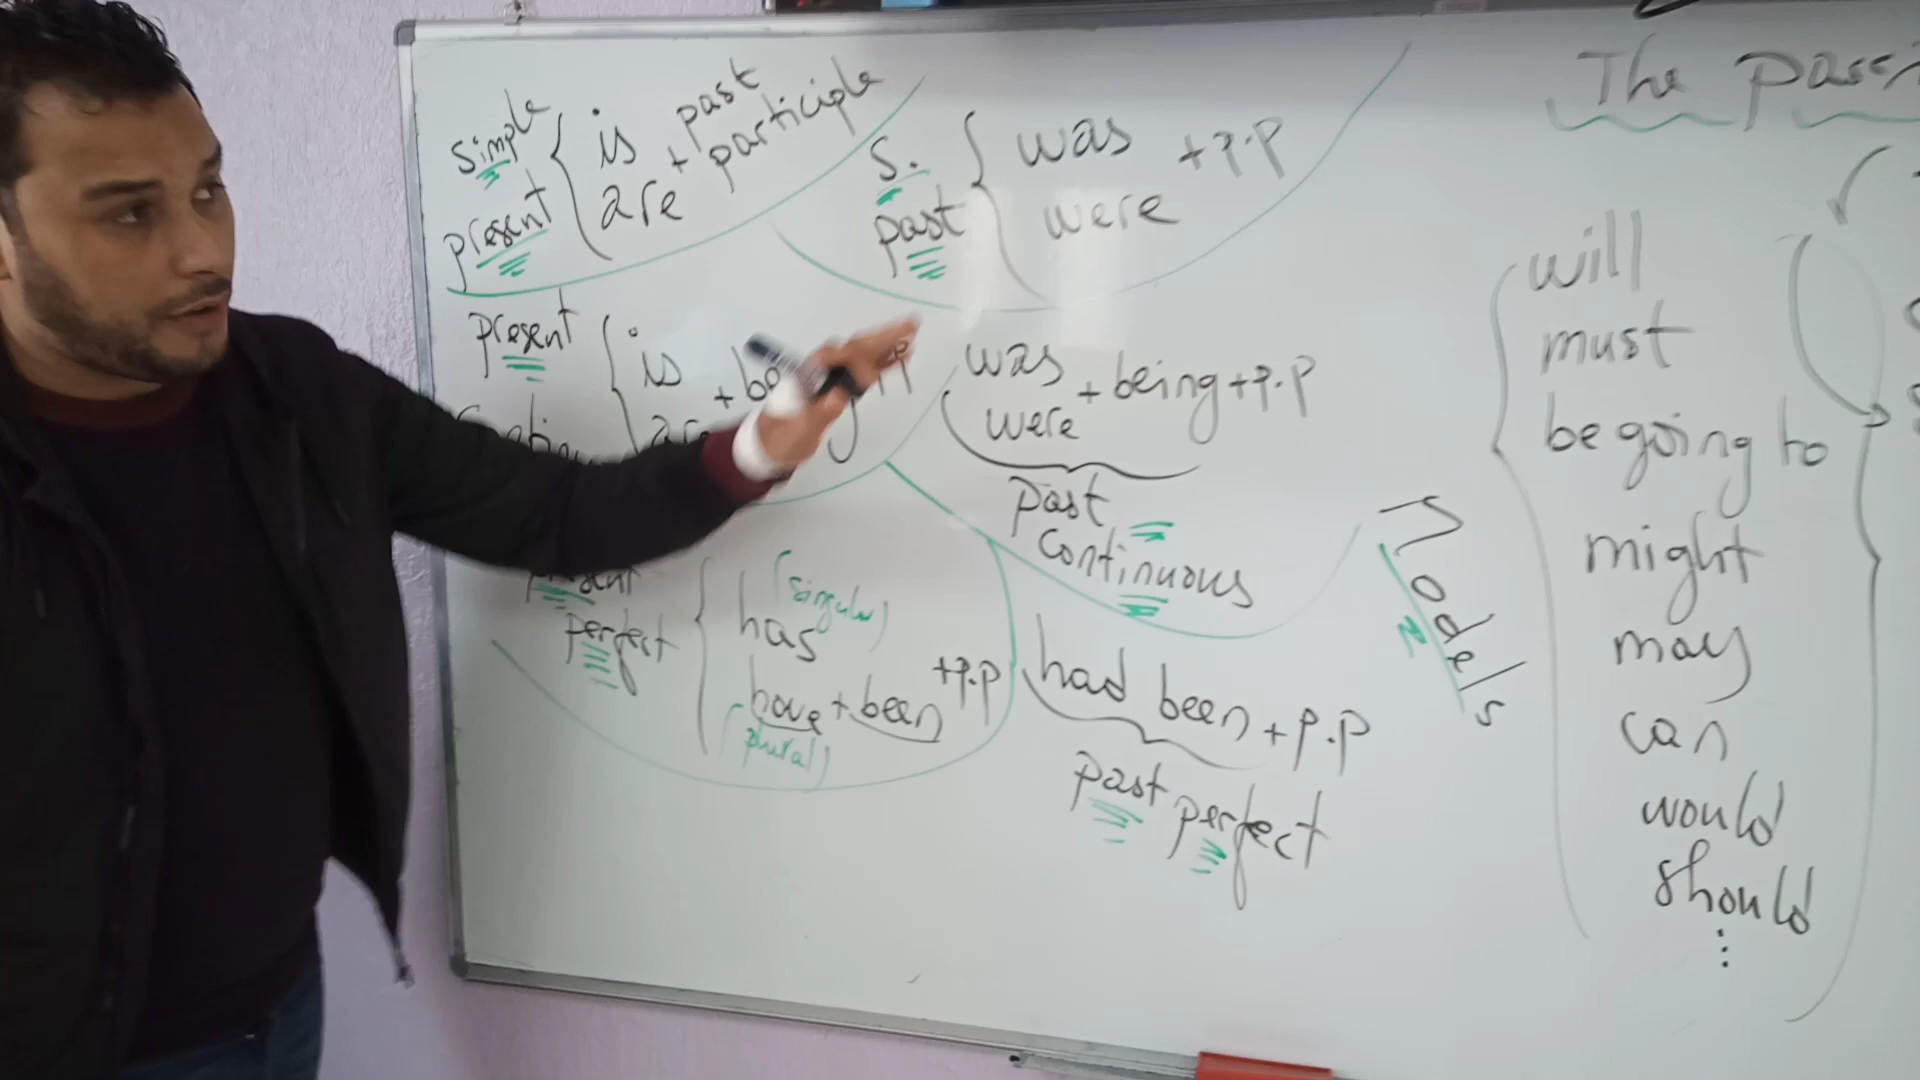 The
simple
present
is
are
+ past
participle
S.
past
was
were
+p.p
present
is
was
were
+ being + p.p
past
continuous
present
perfect
has
(singular)
have + been
+p.p
(plural)
had been + p.p
past perfect
Models
will
must
be going to
might
may
can
would
should
⋮